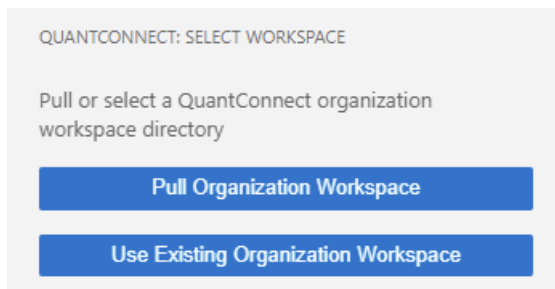 QUANTCONNECT: SELECT WORKSPACE
Pull or select a QuantConnect organization
workspace directory
Pull Organization Workspace
Use Existing Organization Workspace